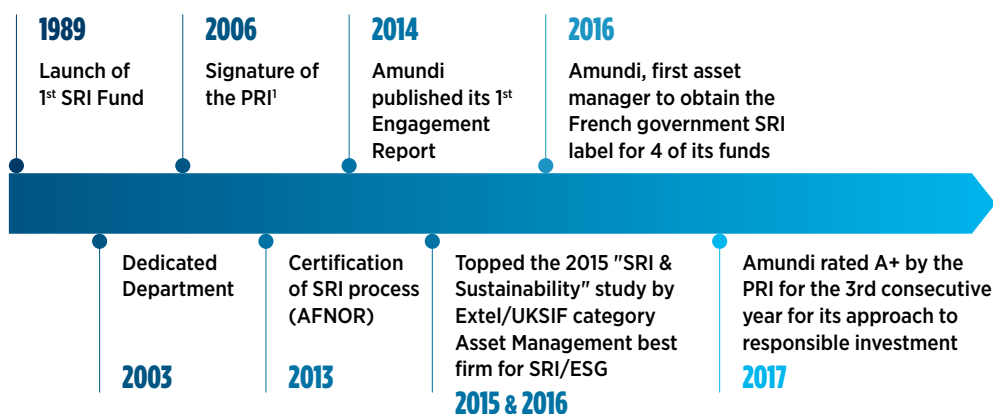 1989
Launch of
1st SRI Fund
2006
Signature of
the PRI1
2014
Amundi
published its 1st
Engagement
Report
2016
Amundi, first asset
manager to obtain the
French government SRI
label for 4 of its funds
Dedicated
Department
2003
Certification
of SRI process
(AFNOR)
2013
Topped the 2015 "SRI &
Sustainability" study by
Extel/UKSIF category
Asset Management best
firm for SRI/ESG
2015 & 2016
Amundi rated A+ by the
PRI for the 3rd consecutive
year for its approach to
responsible investment
2017